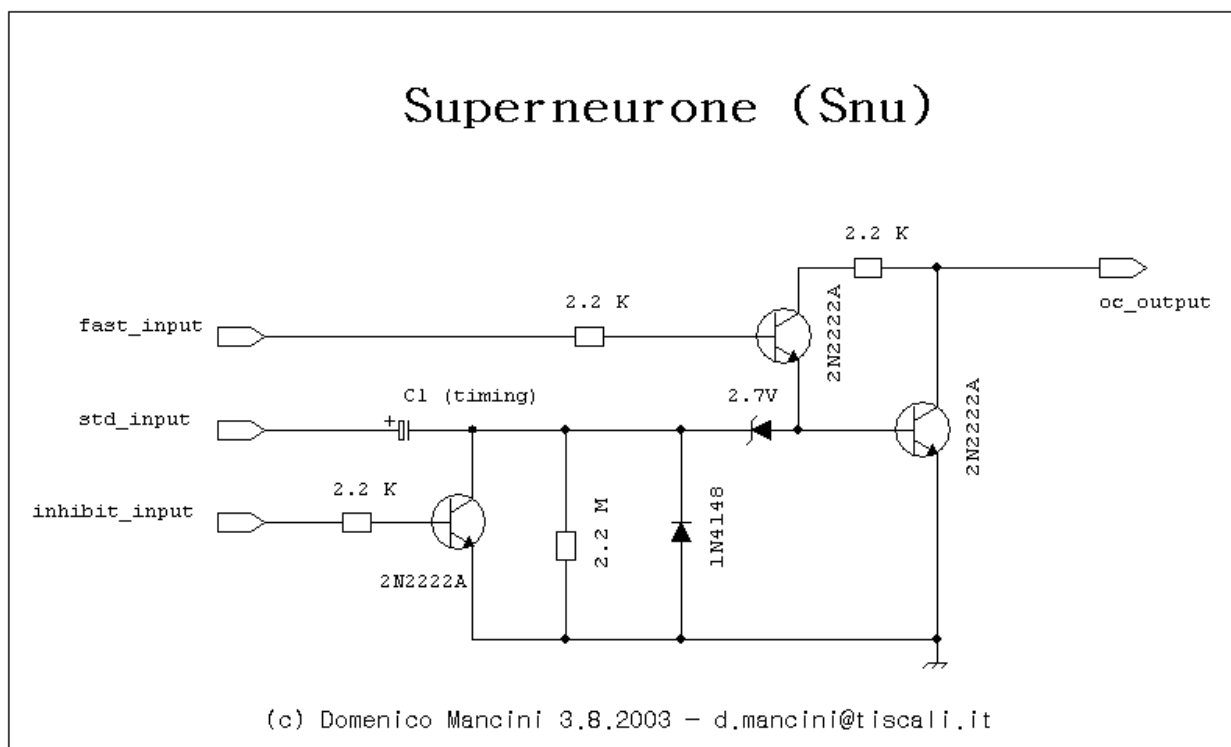 Superneurone (Snu)
2.2 K
2.2 K
fast_input
2N2222A
oc_output
C1 (timing)
2.7V
std_input
+
2N2222A
2.2 K
inhibit_input
2.2 M
1N4148
2N2222A
(c) Domenico Mancini 3.8.2003 – d.mancini@tiscali.it